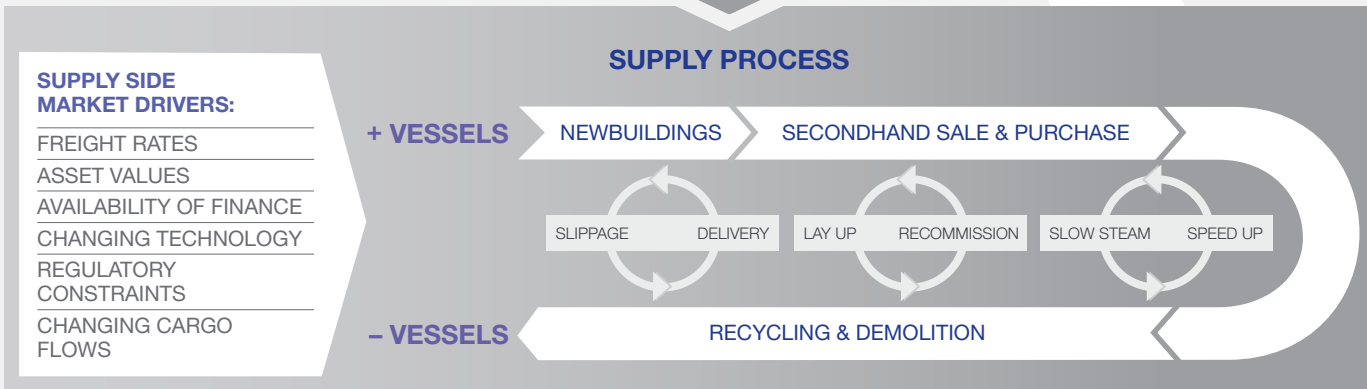 SUPPLY PROCESS
SUPPLY SIDE
MARKET DRIVERS:
FREIGHT RATES
ASSET VALUES
AVAILABILITY OF FINANCE
CHANGING TECHNOLOGY
REGULATORY
CONSTRAINTS
CHANGING CARGO
FLOWS
+ VESSELS
NEWBUILDINGS
SECONDHAND SALE & PURCHASE
SLIPPAGE
DELIVERY
LAY UP
RECOMMISSION
SLOW STEAM
SPEED UP
– VESSELS
RECYCLING & DEMOLITION